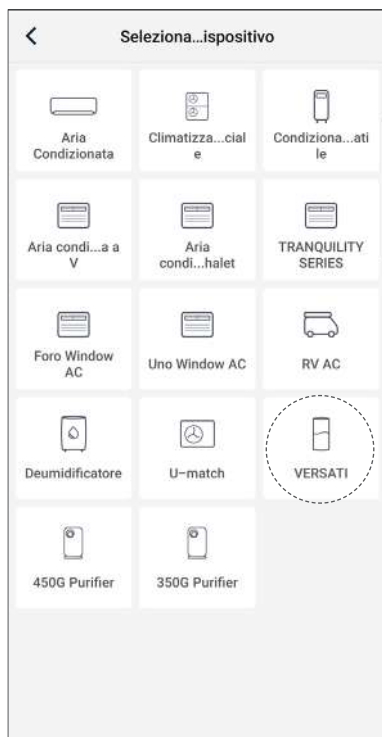 Seleziona...ispositivo
Aria
Condizionata
Climatizza...cial
e
Condiziona...ati
le
Aria condi...a a
V
Aria
condi...halet
TRANQUILITY
SERIES
Foro Window
AC
Uno Window AC
RV AC
Deumidificatore
U-match
VERSATI
450G Purifier
350G Purifier